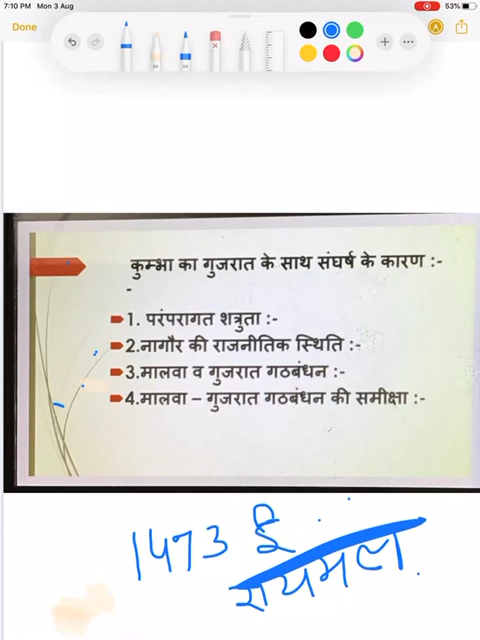 7:10 PM Mon 3 Aug
53%
Done
कुम्भा का गुजरात के साथ संघर्ष के कारण :-
-
1. परंपरागत शत्रुता :-
2.नागौर की राजनीतिक स्थिति :-
3.मालवा व गुजरात गठबंधन :-
4.मालवा – गुजरात गठबंधन की समीक्षा :-
1473 ई
रायमल